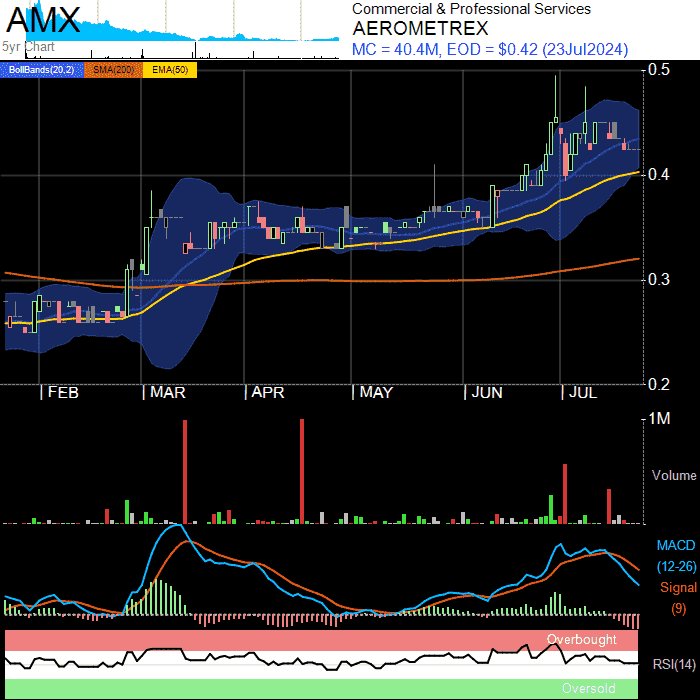 AMX
5yr Chart
Commercial & Professional Services
AEROMETREX
MC = 40.4M, EOD = $0.42 (23Jul2024)
BollBands(20,2) SMA(200) EMA(50)
0.5
0.4
0.3
0.2
FEB MAR APR MAY JUN JUL
1M
Volume
MACD
(12-26)
Signal
(9)
Overbought
RSI(14)
Oversold